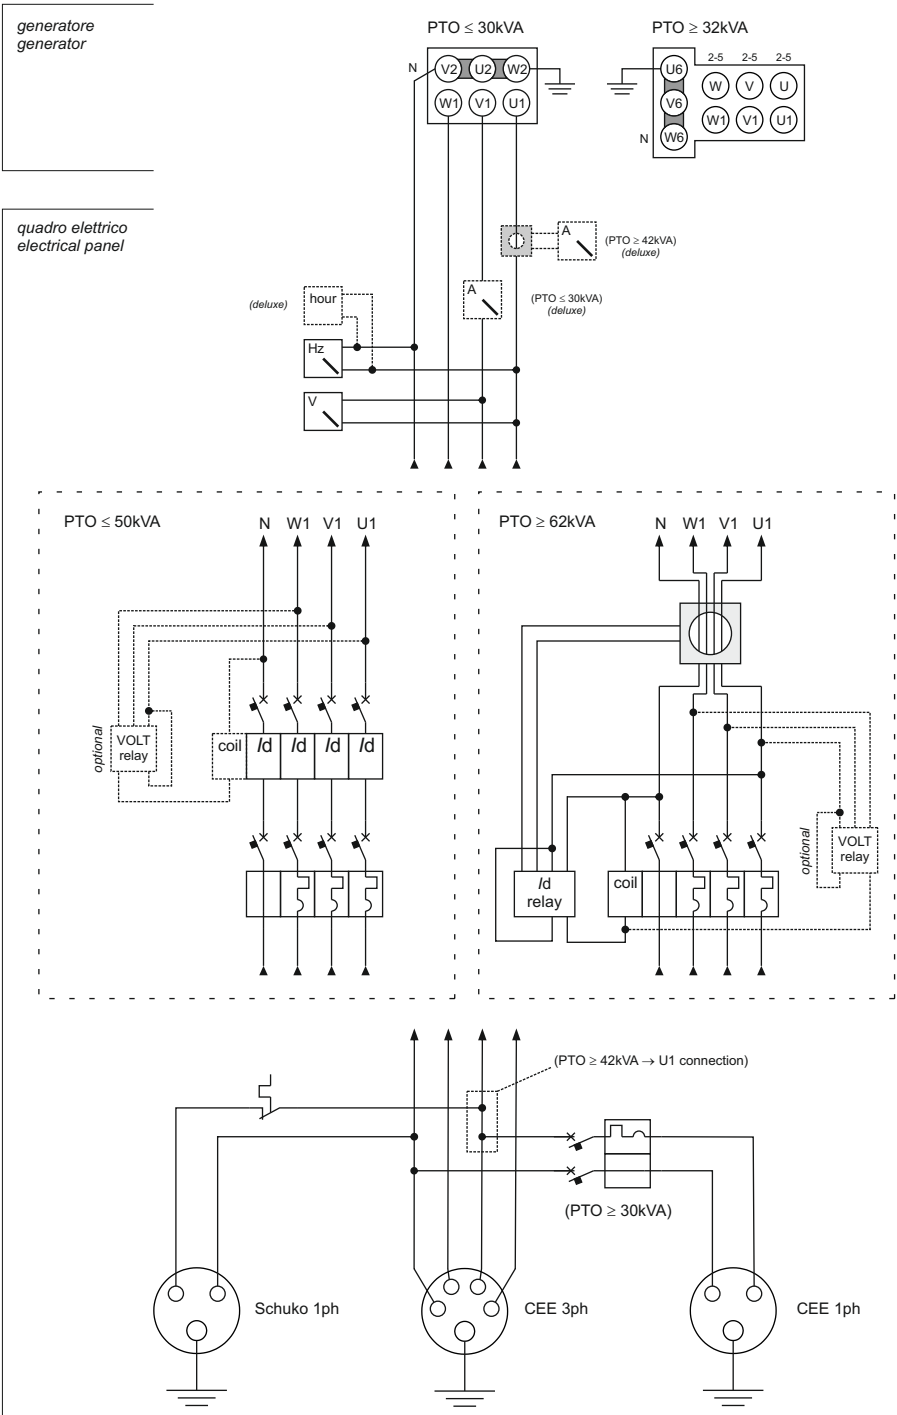 generatore
generator
PTO ≤ 30kVA
N
V2 U2 W2
W1 V1 U1
PTO ≥ 32kVA
2-5 2-5 2-5
U6 W V U
V6 W1 V1 U1
N W6
quadro elettrico
electrical panel
A
(PTO ≥ 42kVA)
(deluxe)
A
(PTO ≤ 30kVA)
(deluxe)
(deluxe)
hour
Hz
V
PTO ≤ 50kVA
N W1 V1 U1
optional
VOLT
relay
coil Id Id Id Id
PTO ≥ 62kVA
N W1 V1 U1
Id
relay
coil
optional
VOLT
relay
(PTO ≥ 42kVA → U1 connection)
(PTO ≥ 30kVA)
Schuko 1ph
CEE 3ph
CEE 1ph